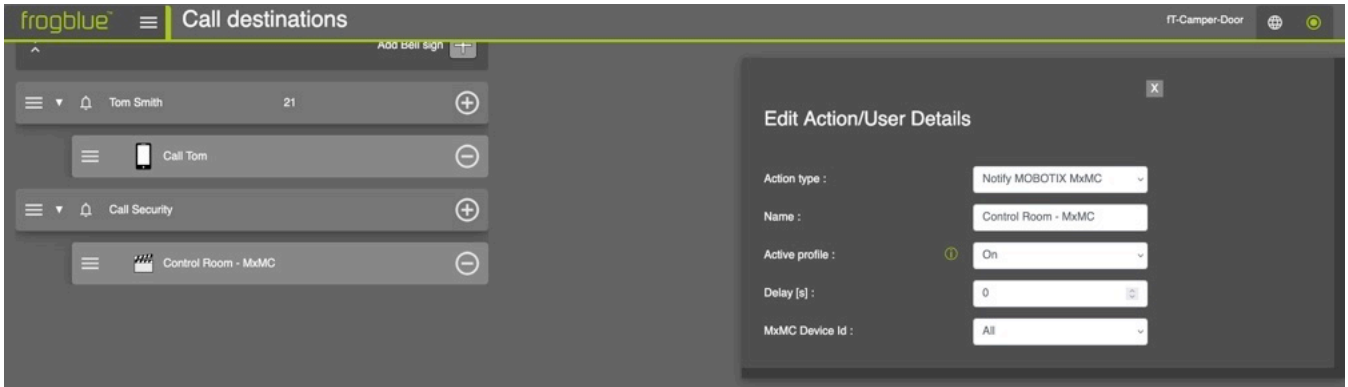 frogblue™
Call destinations
fT-Camper-Door
Add Bell sign
Tom Smith 21
Call Tom
Call Security
Control Room - MxMC
X
Edit Action/User Details
Action type : Notify MOBOTIX MxMC
Name : Control Room - MxMC
Active profile : On
Delay [s] : 0
MxMC Device Id : All